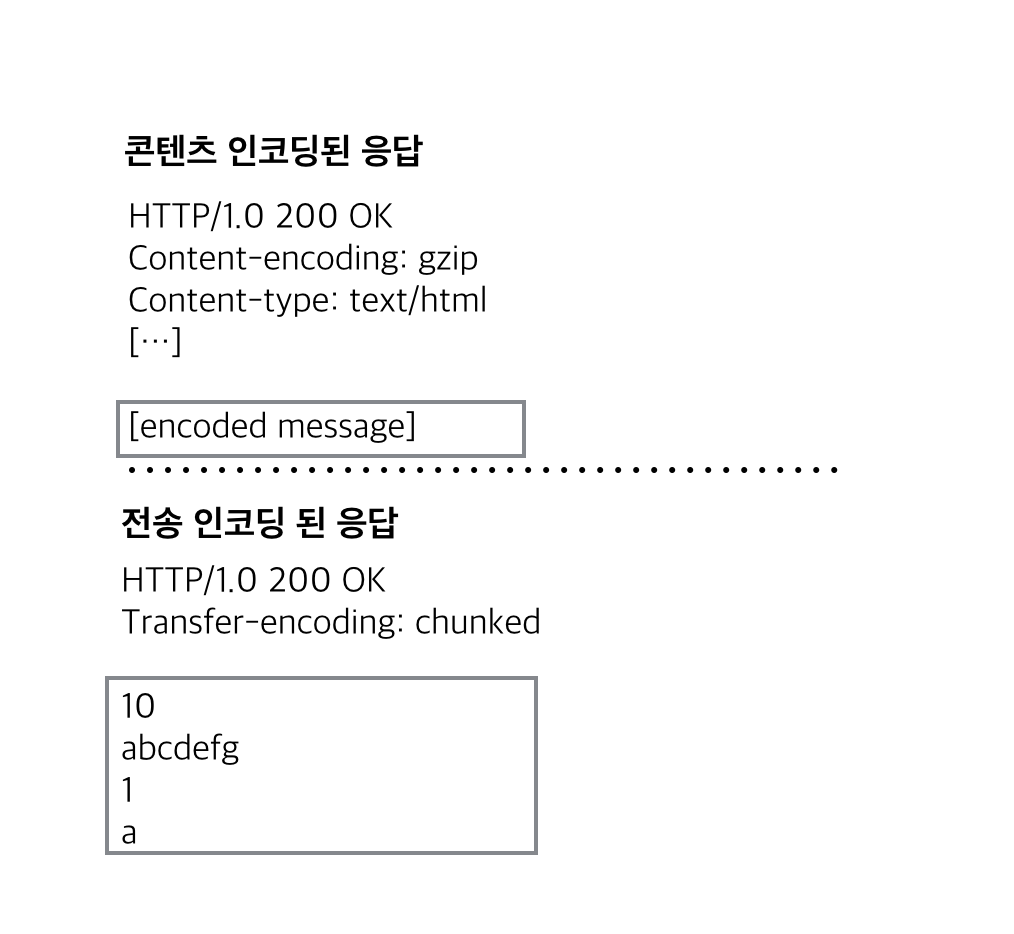 콘텐츠 인코딩된 응답
HTTP/1.0 200 OK
Content-encoding: gzip
Content-type: text/html
[⋯]
[encoded message]
전송 인코딩 된 응답
HTTP/1.0 200 OK
Transfer-encoding: chunked
10
abcdefg
1
a